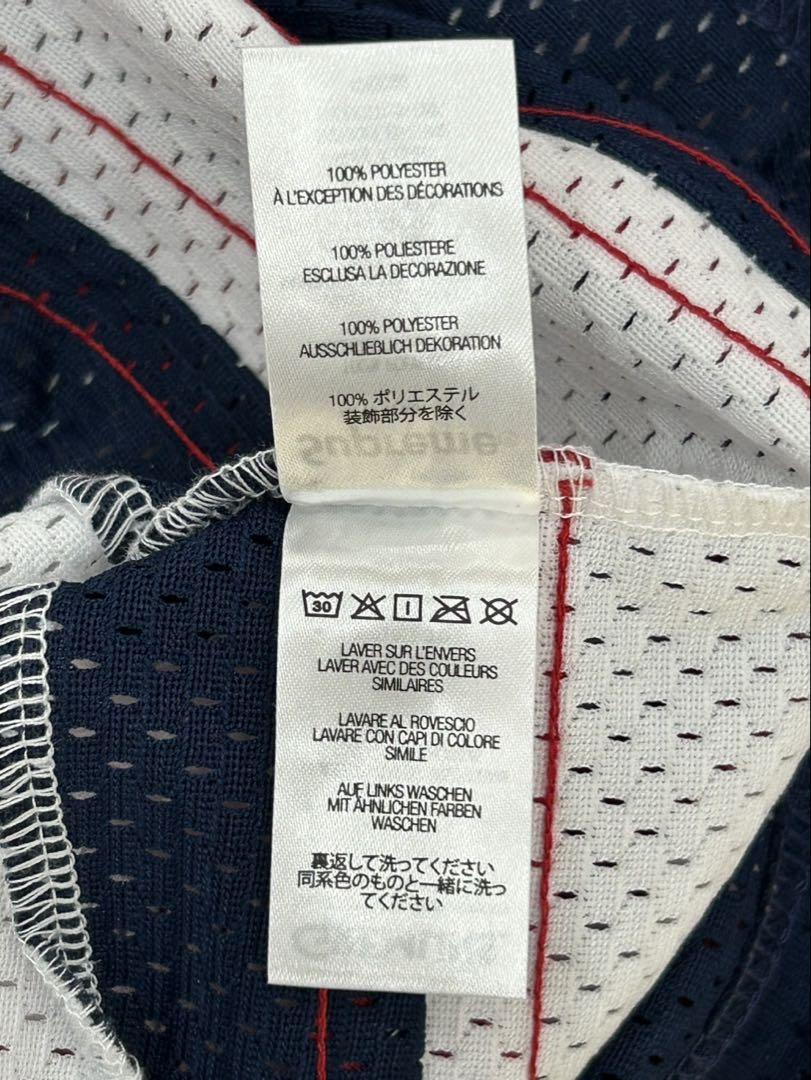 100% POLYESTER
À L'EXCEPTION DES DÉCORATIONS
100% POLIESTERE
ESCLUSA LA DECORAZIONE
100% POLYESTER
AUSSCHLIEBLICH DEKORATION
100% ポリエステル
装飾部分を除く
Supreme
30
LAVER SUR L'ENVERS
LAVER AVEC DES COULEURS
SIMILAIRES
LAVARE AL ROVESCIO
LAVARE CON CAPI DI COLORE
SIMILE
AUF LINKS WASCHEN
MIT ÄHNLICHEN FARBEN
WASCHEN
裏返して洗ってください
同系色のものと一緒に洗っ
てください